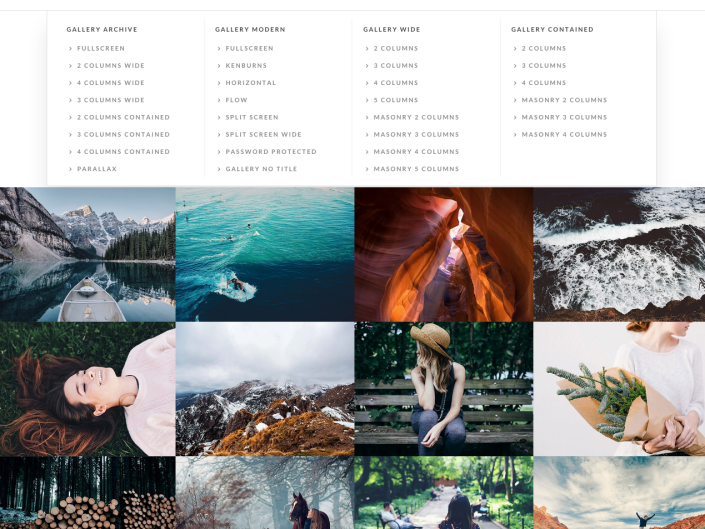 GALLERY ARCHIVE
FULLSCREEN
2 COLUMNS WIDE
4 COLUMNS WIDE
3 COLUMNS WIDE
2 COLUMNS CONTAINED
3 COLUMNS CONTAINED
4 COLUMNS CONTAINED
PARALLAX
GALLERY MODERN
FULLSCREEN
KENBURNS
HORIZONTAL
FLOW
SPLIT SCREEN
SPLIT SCREEN WIDE
PASSWORD PROTECTED
GALLERY NO TITLE
GALLERY WIDE
2 COLUMNS
3 COLUMNS
4 COLUMNS
5 COLUMNS
MASONRY 2 COLUMNS
MASONRY 3 COLUMNS
MASONRY 4 COLUMNS
MASONRY 5 COLUMNS
GALLERY CONTAINED
2 COLUMNS
3 COLUMNS
4 COLUMNS
MASONRY 2 COLUMNS
MASONRY 3 COLUMNS
MASONRY 4 COLUMNS